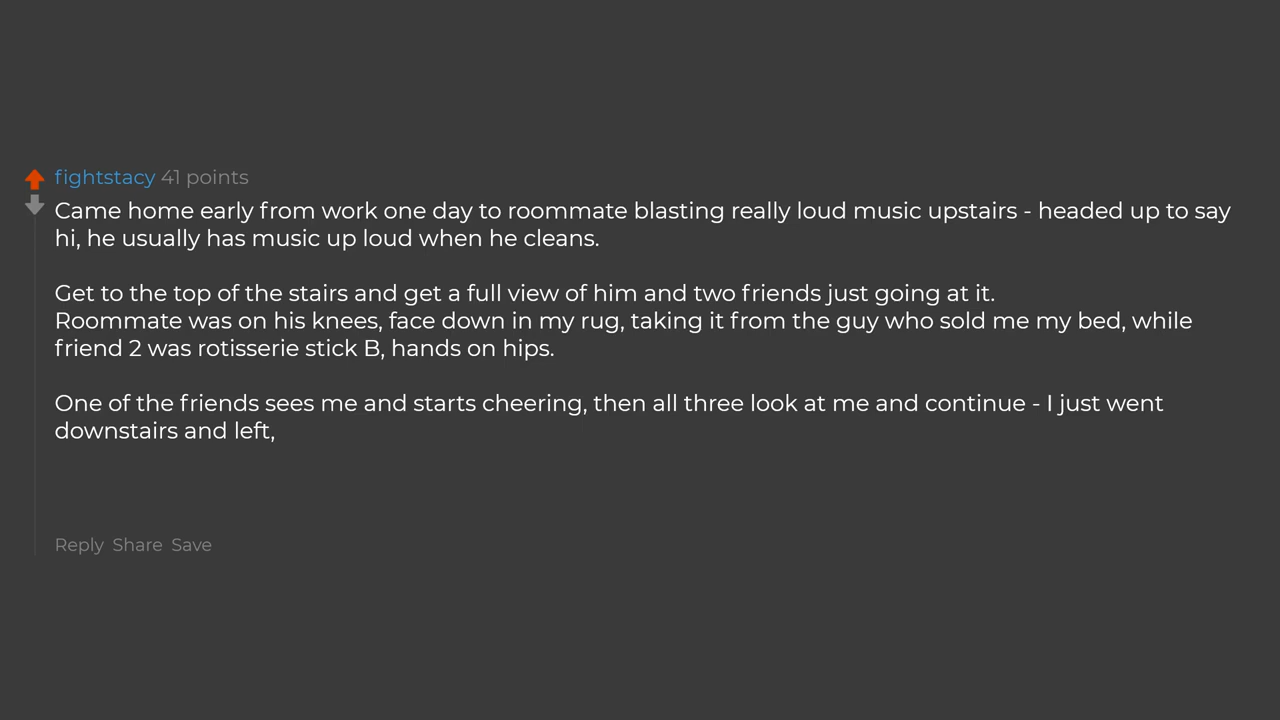 fightstacy 41 points
Came home early from work one day to roommate blasting really loud music upstairs - headed up to say
hi, he usually has music up loud when he cleans.
Get to the top of the stairs and get a full view of him and two friends just going at it.
Roommate was on his knees, face down in my rug, taking it from the guy who sold me my bed, while
friend 2 was rotisserie stick B, hands on hips.
One of the friends sees me and starts cheering, then all three look at me and continue - I just went
downstairs and left,
Reply Share Save